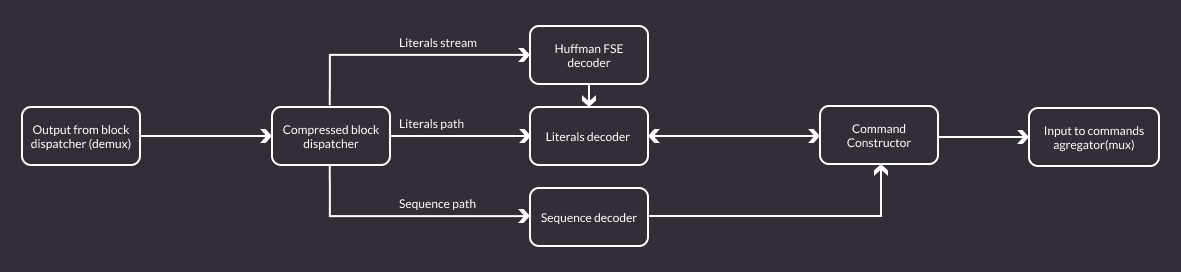 Literals stream
Huffman FSE
decoder
Output from block
dispatcher (demux)
Compressed block
dispatcher
Literals path
Literals decoder
Command
Constructor
Input to commands
agregator(mux)
Sequence path
Sequence decoder